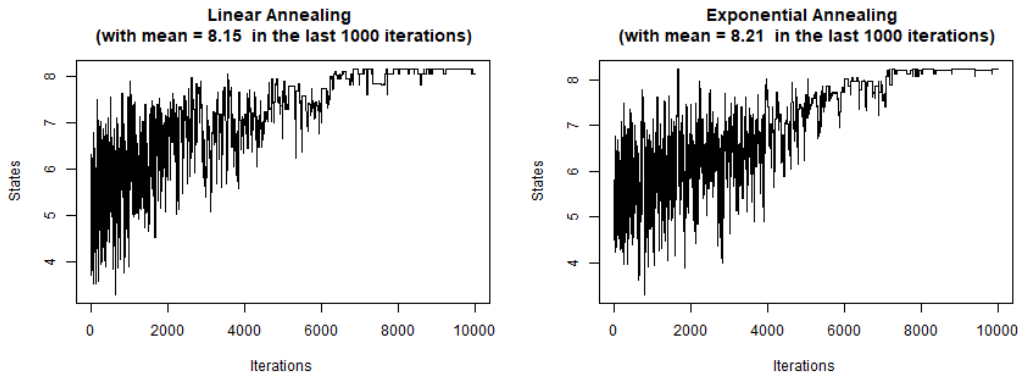 Linear Annealing
(with mean = 8.15 in the last 1000 iterations)
8
7
6
5
4
States
0 2000 4000 6000 8000 10000
Iterations
Exponential Annealing
(with mean = 8.21 in the last 1000 iterations)
8
7
6
5
4
States
0 2000 4000 6000 8000 10000
Iterations